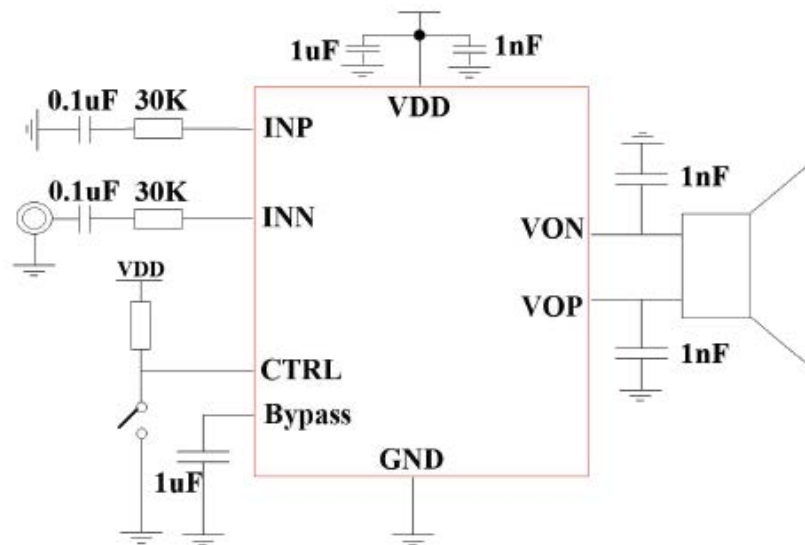 1uF 1nF
VDD
0.1uF 30K
INP
0.1uF 30K
INN
1nF
VON
VDD
VOP
1nF
CTRL
Bypass
GND
1uF